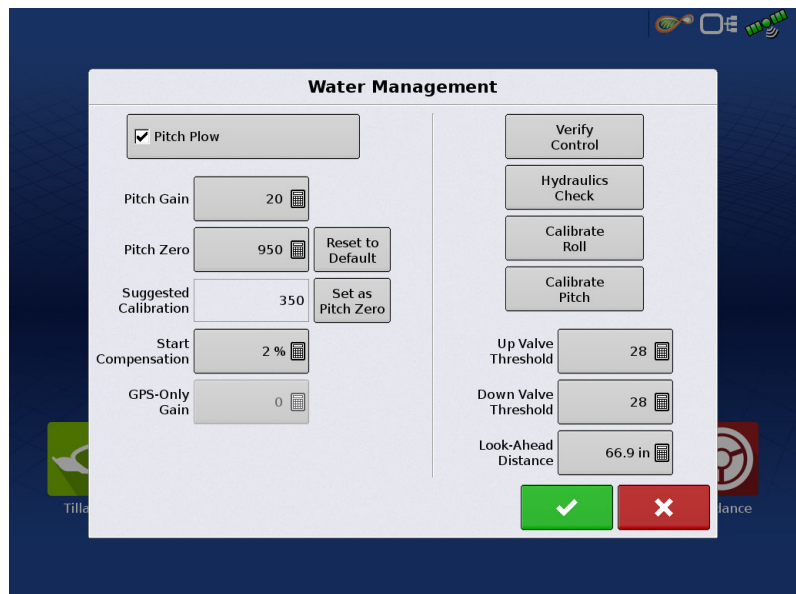 Water Management
Pitch Plow
Pitch Gain
20
Pitch Zero
950
Reset to
Default
Suggested
Calibration
350
Set as
Pitch Zero
Start
Compensation
2 %
GPS-Only
Gain
0
Verify
Control
Hydraulics
Check
Calibrate
Roll
Calibrate
Pitch
Up Valve
Threshold
28
Down Valve
Threshold
28
Look-Ahead
Distance
66.9 in
Tilla
dance